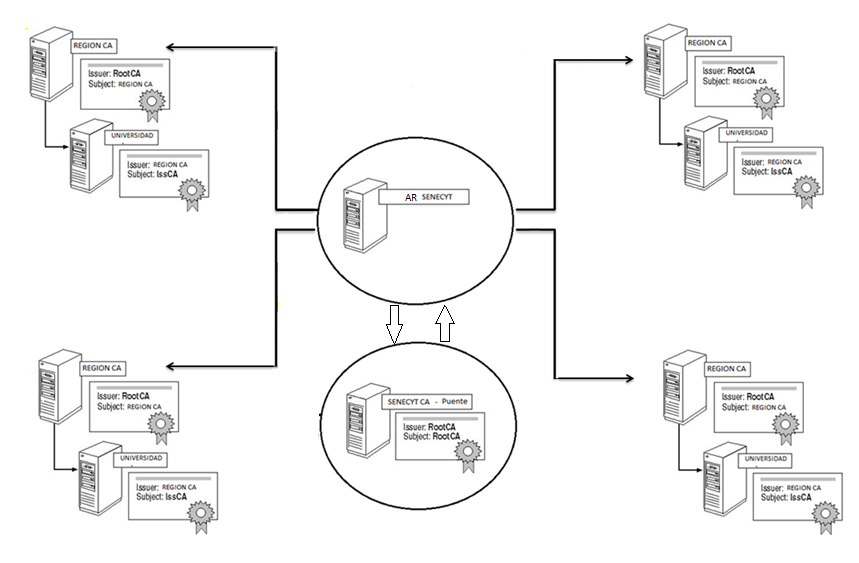 REGION CA
Issuer: RootCA
Subject: REGION CA
UNIVERSIDAD
Issuer: REGION CA
Subject: IssCA
REGION CA
Issuer: RootCA
Subject: REGION CA
UNIVERSIDAD
Issuer: REGION CA
Subject: IssCA
AR SENECYT
SENECYT CA - Puente
Issuer: RootCA
Subject: RootCA
REGION CA
Issuer: RootCA
Subject: REGION CA
UNIVERSIDAD
Issuer: REGION CA
Subject: IssCA
REGION CA
Issuer: RootCA
Subject: REGION CA
UNIVERSIDAD
Issuer: REGION CA
Subject: IssCA